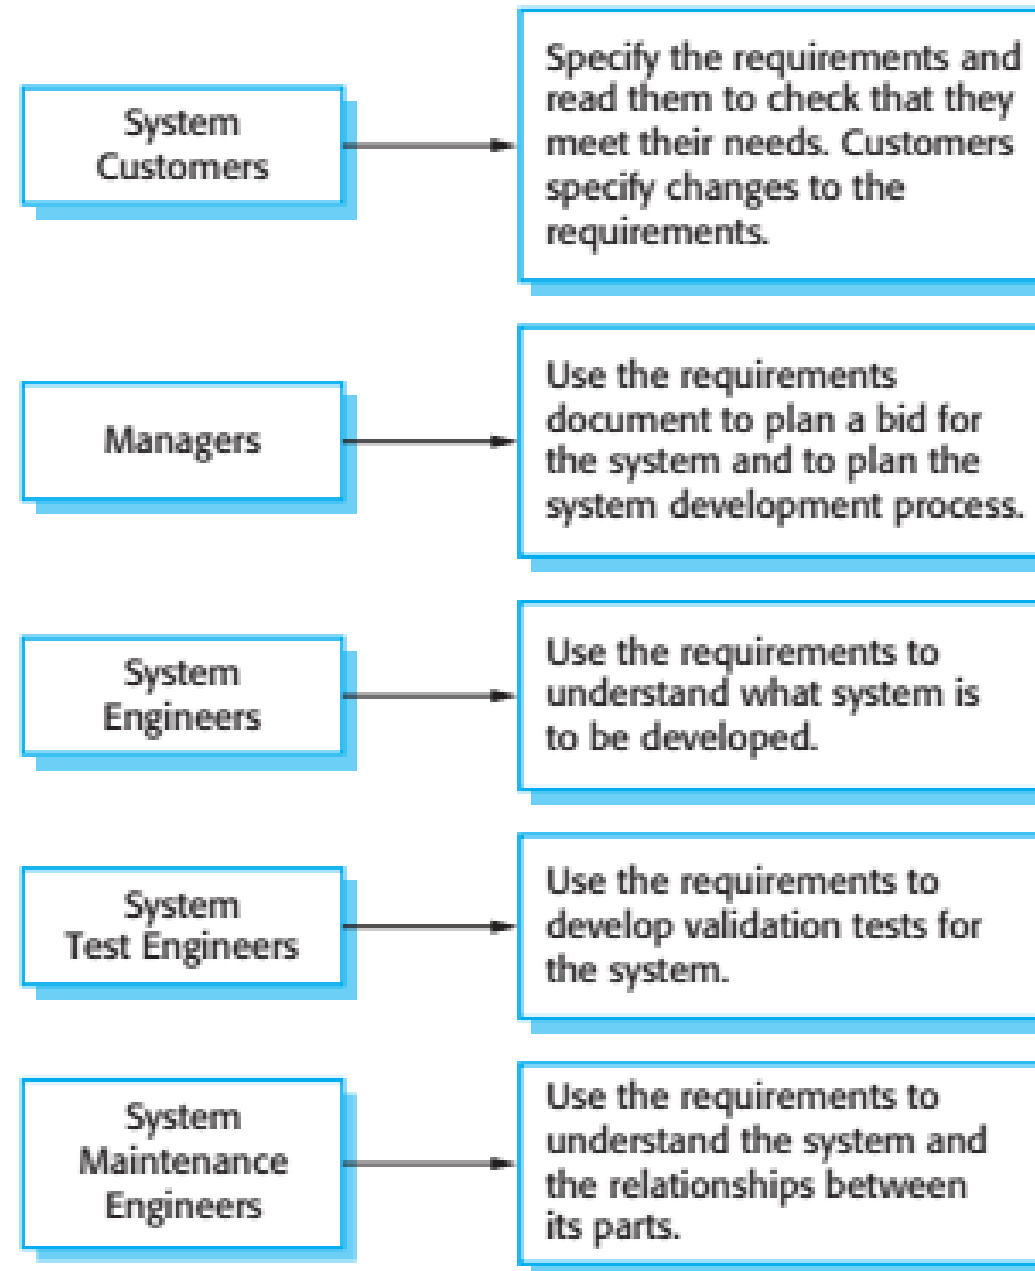 System
Customers
Specify the requirements and
read them to check that they
meet their needs. Customers
specify changes to the
requirements.
Managers
Use the requirements
document to plan a bid for
the system and to plan the
system development process.
System
Engineers
Use the requirements to
understand what system is
to be developed.
System
Test Engineers
Use the requirements to
develop validation tests for
the system.
System
Maintenance
Engineers
Use the requirements to
understand the system and
the relationships between
its parts.